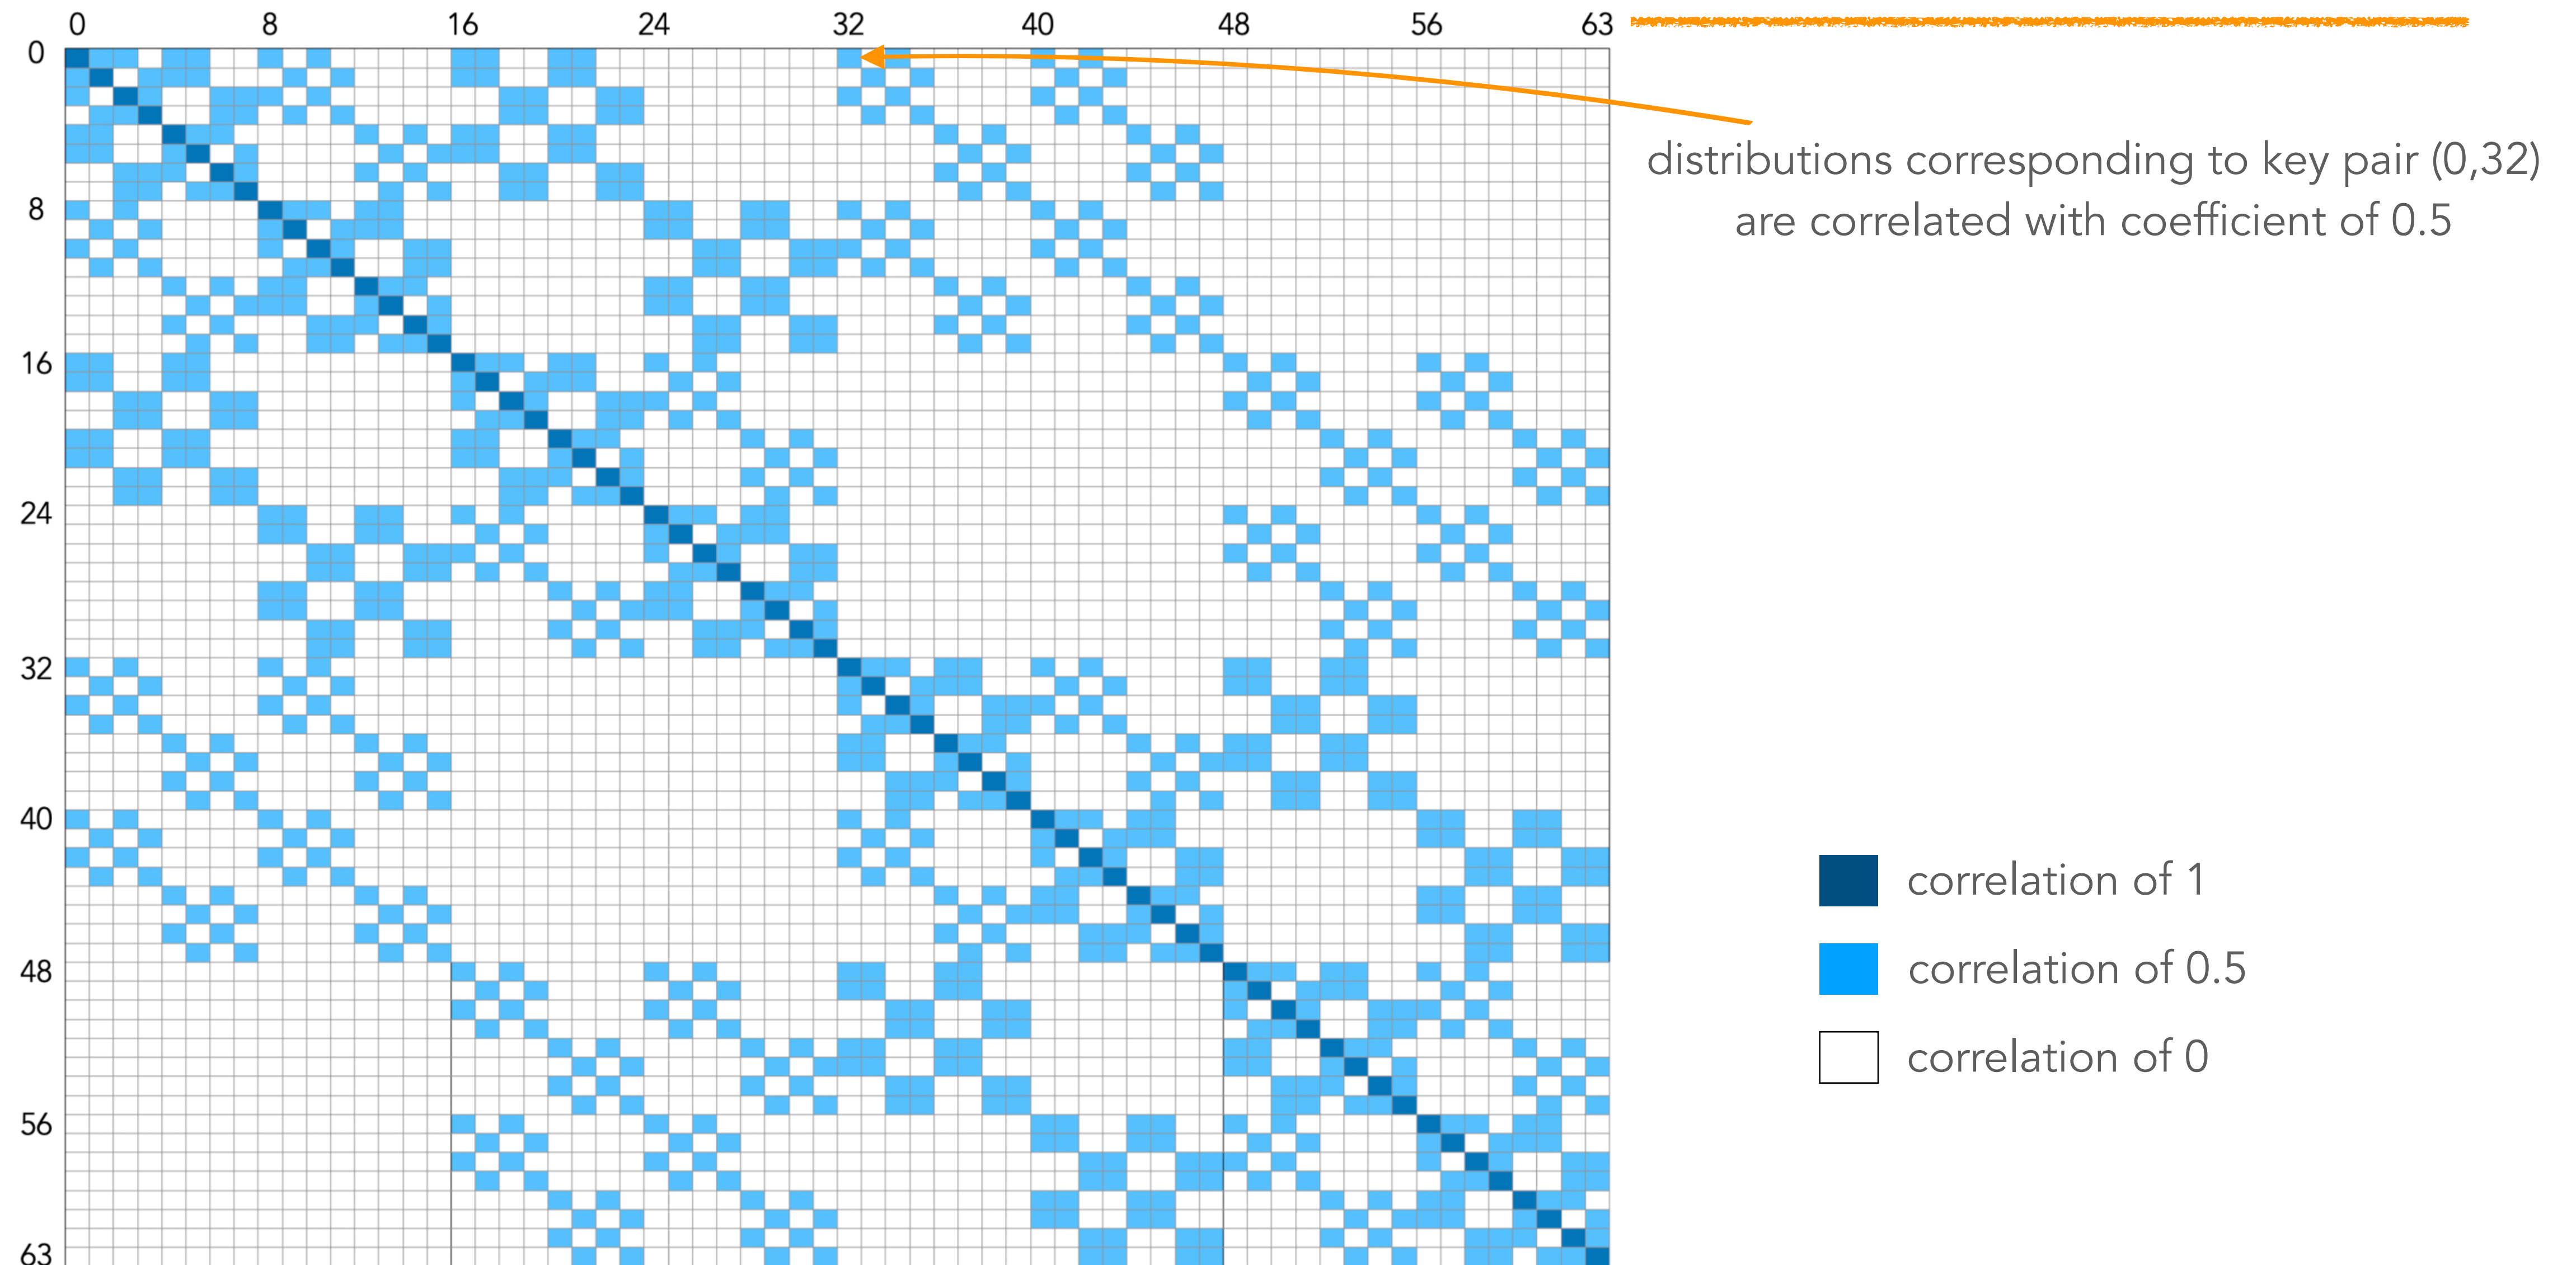 0 8 16 24 32 40 48 56 63
0
distributions corresponding to key pair (0,32)
are correlated with coefficient of 0.5
8
16
24
32
40
correlation of 1
48
correlation of 0.5
correlation of 0
56
63